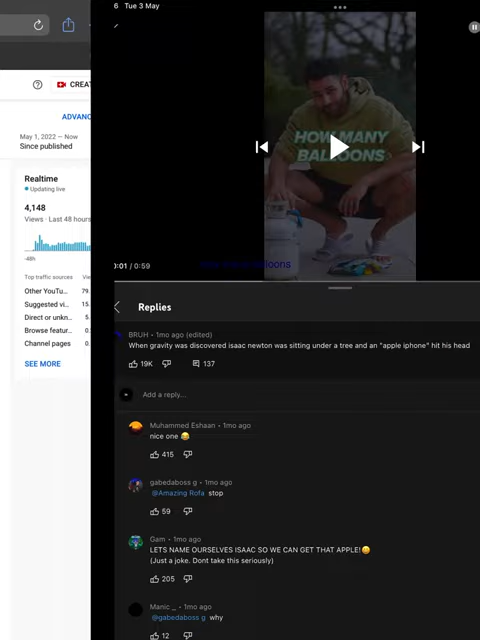 6 Tue 3 May
CREAT
ADVANC
May 1, 2022 – Now
Since published
Realtime
Updating live
4,148
Views · Last 48 hours
-48h
Top traffic sources
Other YouTu... 79.
Suggested vi... 15.
Direct or unkn...
Browse featur...
Channel pages 0.
SEE MORE
HOW MANY
BALLOONS
0:01 / 0:59
balloons
Replies
BRUH • 1mo ago (edited)
When gravity was discovered isaac newton was sitting under a tree and an "apple iphone" hit his head
19K 137
Add a reply...
Muhammed Eshaan • 1mo ago
nice one 😂
415
gabedaboss g • 1mo ago
@Amazing Rofa stop
59
Gam • 1mo ago
LETS NAME OURSELVES ISAAC SO WE CAN GET THAT APPLE!😀
(Just a joke. Dont take this seriously)
205
Manic _ • 1mo ago
@gabedaboss g why
12